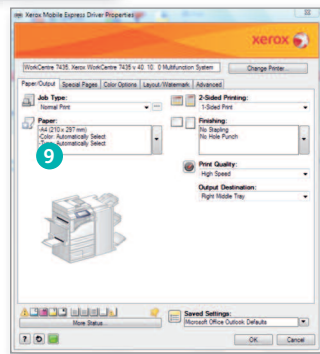 Xerox Mobile Express Driver Properties
xerox
WorkCentre 7435, Xerox WorkCentre 7435 v 40. 10. 0 Multifunction System
Change Printer...
Paper/Output Special Pages Color Options Layout/Watermark Advanced
Job Type:
Normal Print
2-Sided Printing:
1-Sided Print
Paper:
-A4 (210 x 297 mm)
-Color: Automatically Select
Automatically Select
9
Finishing:
No Stapling
No Hole Punch
Print Quality:
High Speed
Output Destination:
Right Middle Tray
More Status...
Saved Settings:
Microsoft Office Outlook Defaults
?
OK Cancel